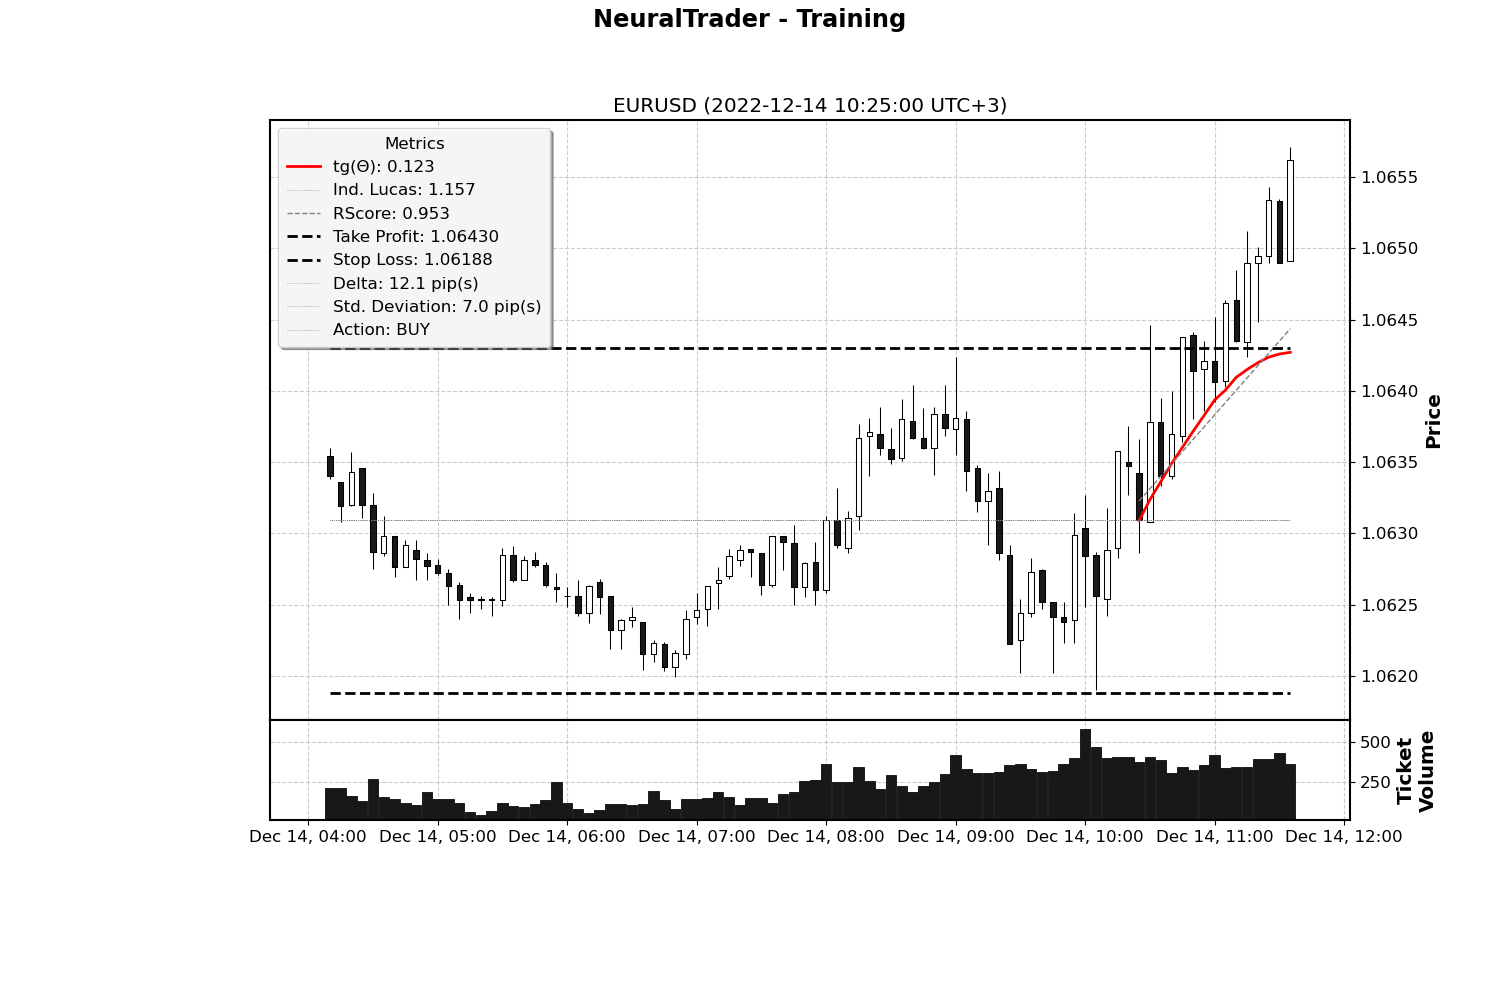 NeuralTrader - Training
EURUSD (2022-12-14 10:25:00 UTC+3)
Metrics
tg(Θ): 0.123
Ind. Lucas: 1.157
RScore: 0.953
Take Profit: 1.06430
Stop Loss: 1.06188
Delta: 12.1 pip(s)
Std. Deviation: 7.0 pip(s)
Action: BUY
1.0655
1.0650
1.0645
1.0640
1.0635
1.0630
1.0625
1.0620
Price
500
250
Ticket
Volume
Dec 14, 04:00 Dec 14, 05:00 Dec 14, 06:00 Dec 14, 07:00 Dec 14, 08:00 Dec 14, 09:00 Dec 14, 10:00 Dec 14, 11:00 Dec 14, 12:00